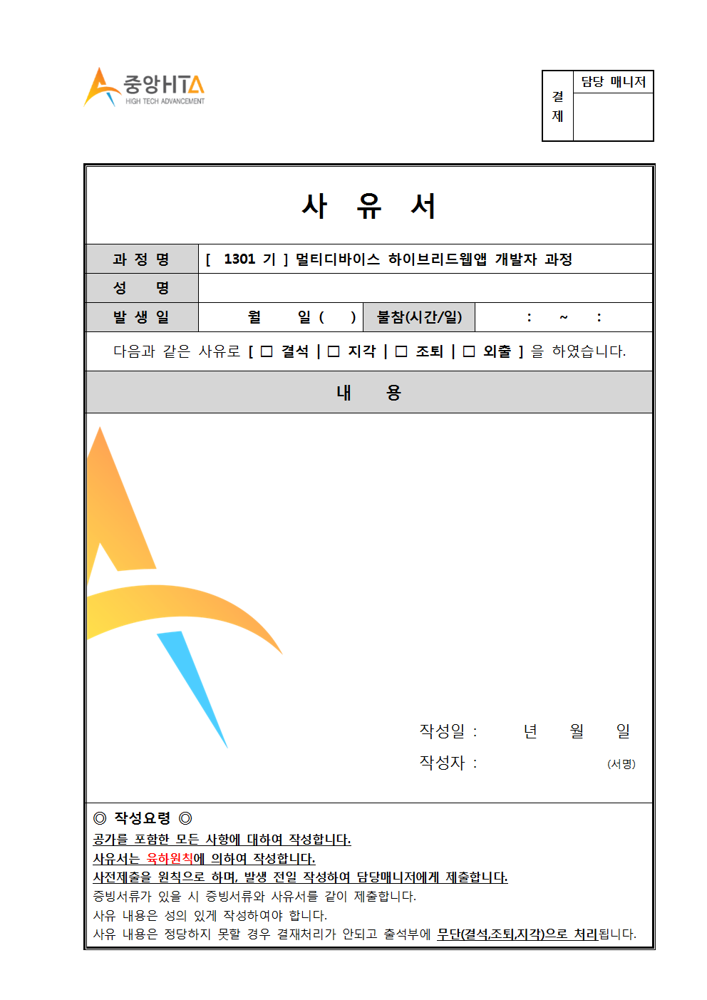 중앙HTA
HIGH TECH ADVANCEMENT
결
제
담당 매니저
사 유 서
과 정 명
[ 1301 기 ] 멀티디바이스 하이브리드웹앱 개발자 과정
성 명
발 생 일
월 일 ( )
불참(시간/일)
: ~ :
다음과 같은 사유로 [ □ 결석 | □ 지각 | □ 조퇴 | □ 외출 ] 을 하였습니다.
내 용
작성일 : 년 월 일
작성자 : (서명)
◎ 작성요령 ◎
공가를 포함한 모든 사항에 대하여 작성합니다.
사유서는 육하원칙에 의하여 작성합니다.
사전제출을 원칙으로 하며, 발생 전일 작성하여 담당매니저에게 제출합니다.
증빙서류가 있을 시 증빙서류와 사유서를 같이 제출합니다.
사유 내용은 성의 있게 작성하여야 합니다.
사유 내용은 정당하지 못할 경우 결재처리가 안되고 출석부에 무단(결석,조퇴,지각)으로 처리됩니다.